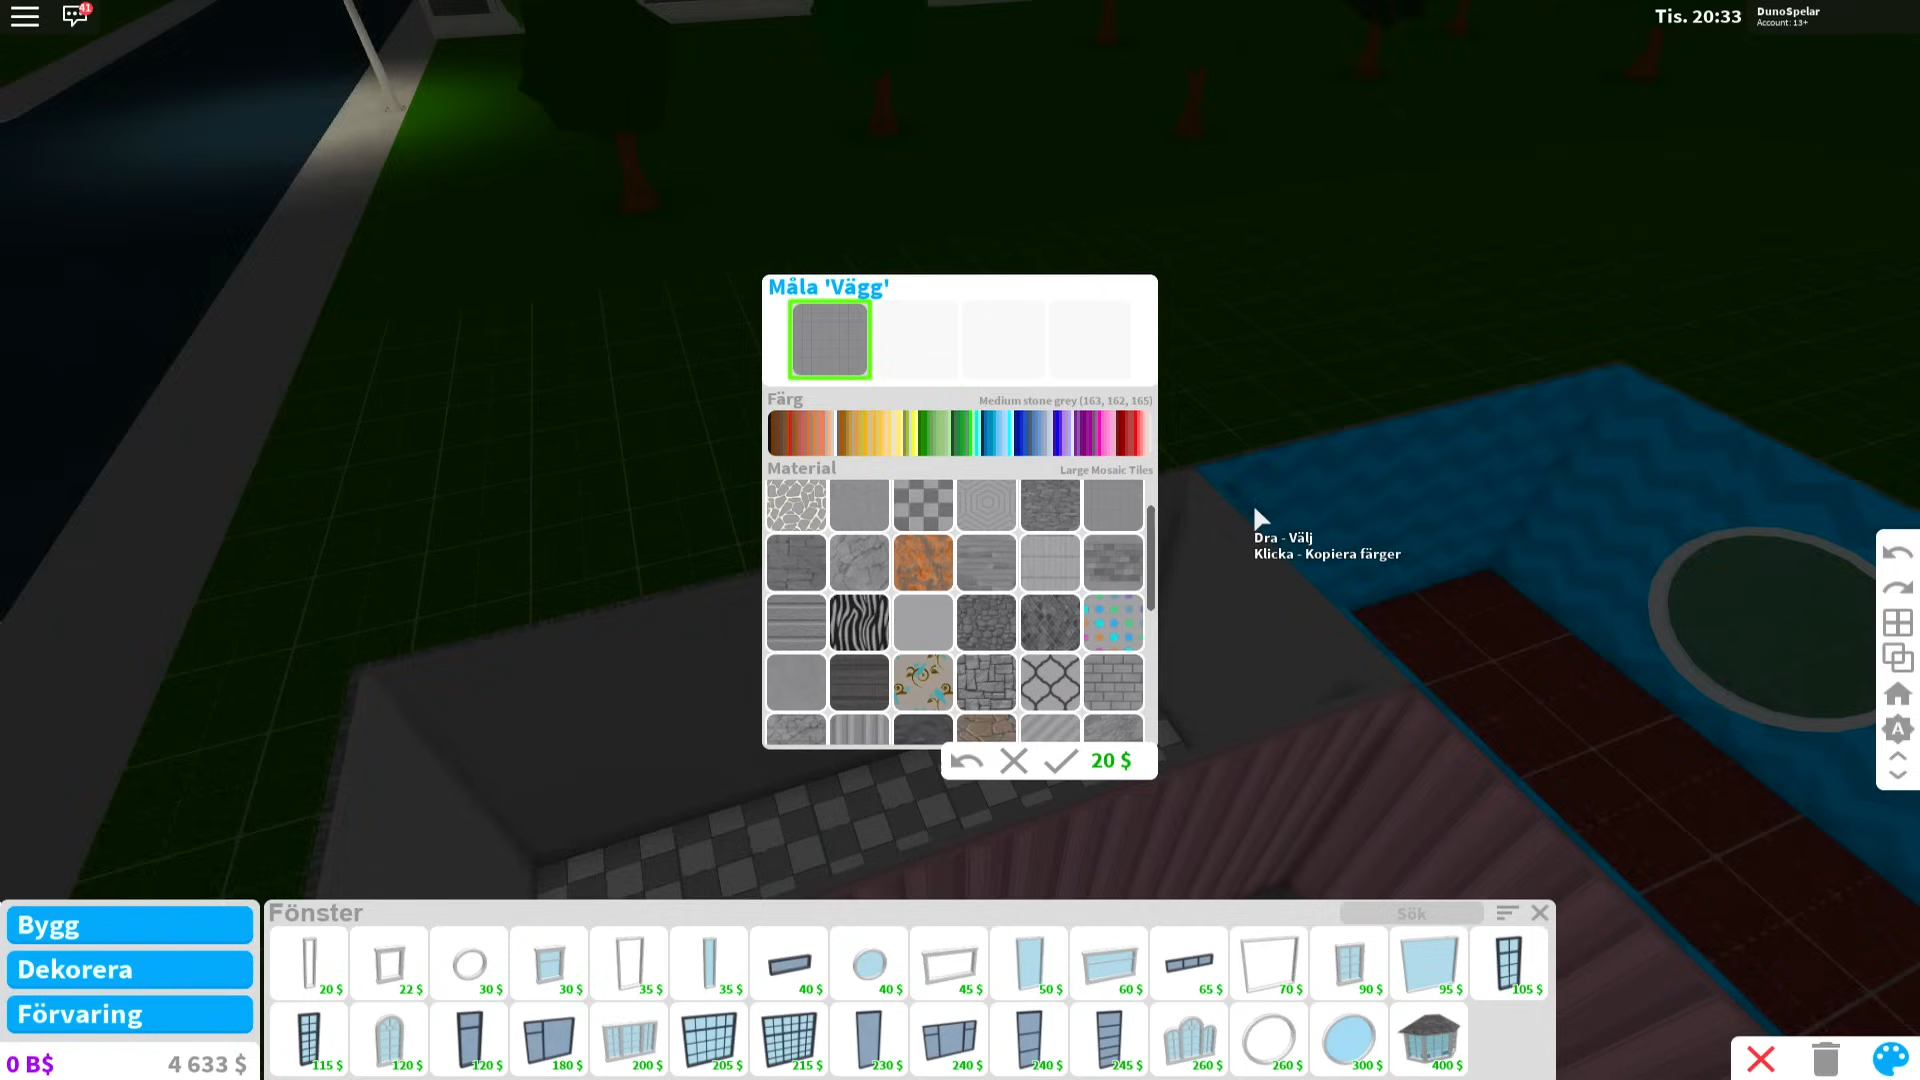 41
Tis. 20:33
DunoSpelar
Account: 13+
Måla 'Vägg'
Färg
Medium stone grey (163, 162, 165)
Material
Large Mosaic Tiles
Dra - Välj
Klicka - Kopiera färger
20 $
A
Bygg
Dekorera
Förvaring
0 B$
4 633 $
Fönster
Sök
20 $
22 $
30 $
30 $
35 $
35 $
40 $
40 $
45 $
50 $
60 $
65 $
70 $
90 $
95 $
105 $
115 $
120 $
120 $
180 $
200 $
205 $
215 $
230 $
240 $
240 $
245 $
260 $
260 $
300 $
400 $